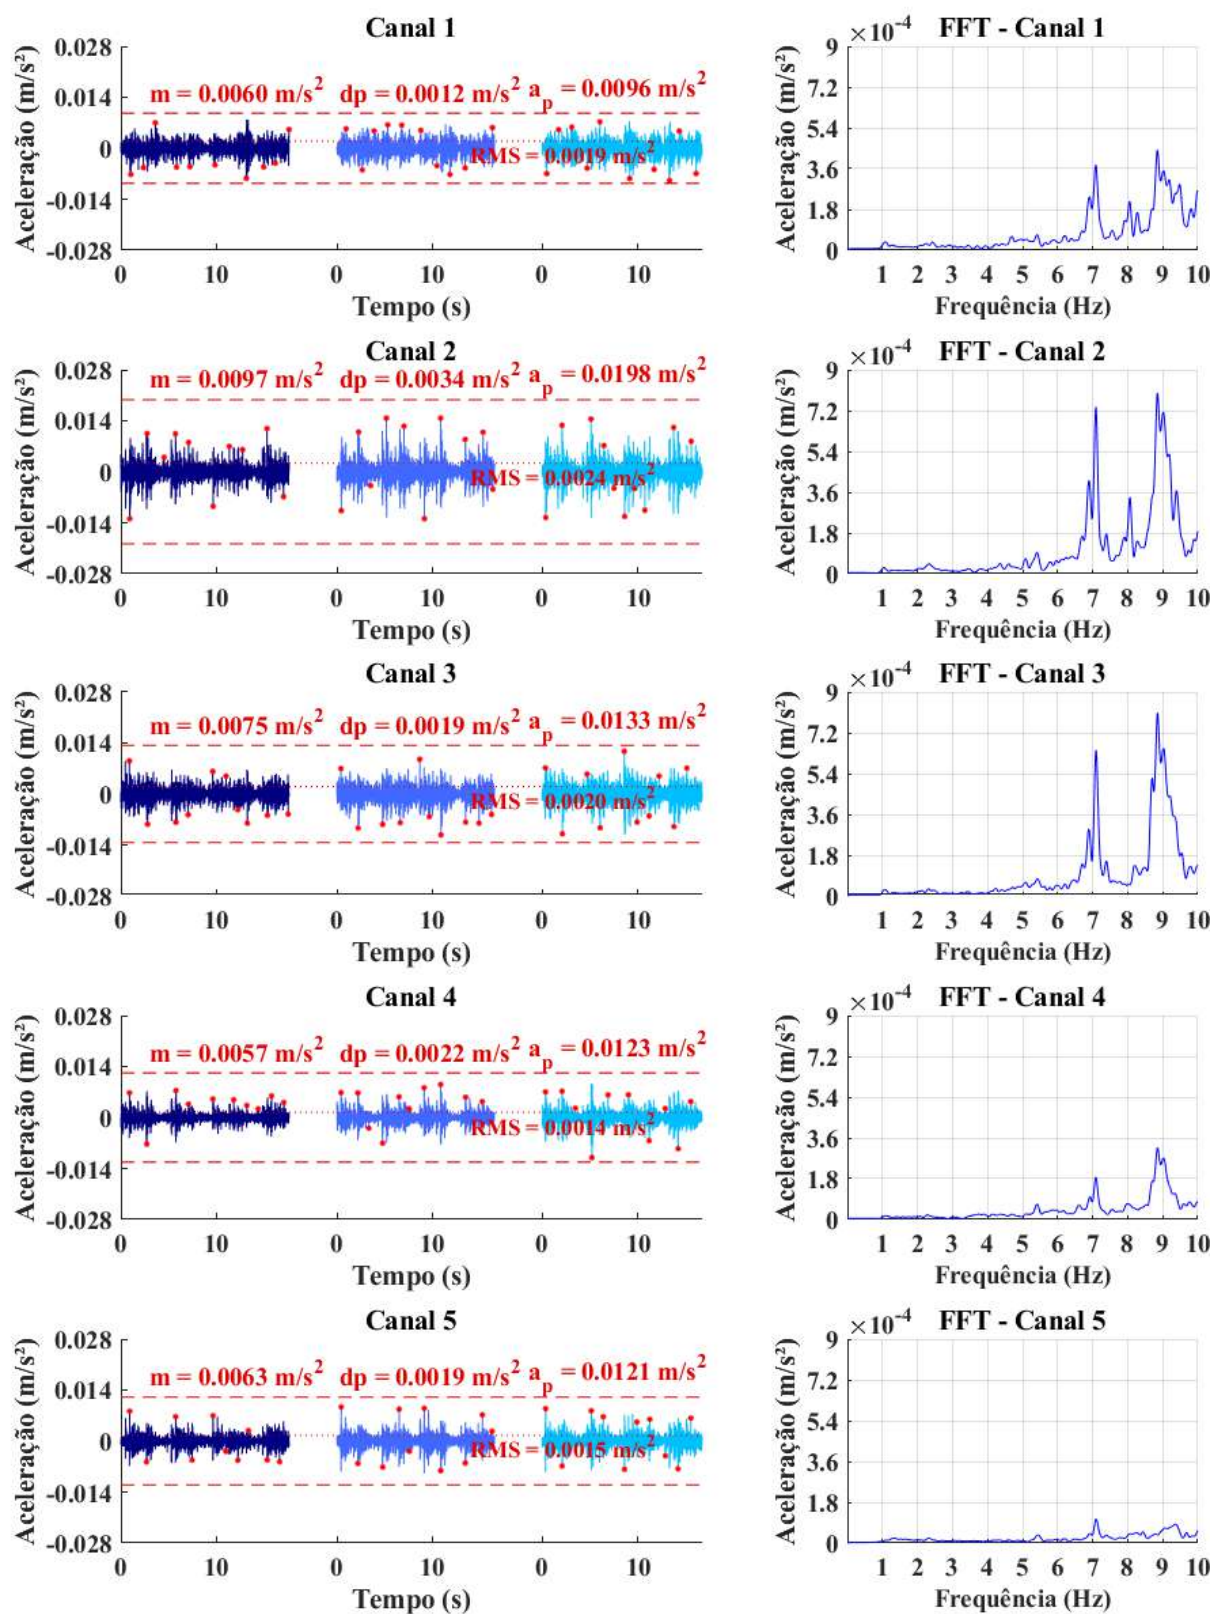 Canal 1
FFT - Canal 1
Aceleração (m/s²)
0.028
0.014
0
-0.014
-0.028
m = 0.0060 m/s² dp = 0.0012 m/s² a_p = 0.0096 m/s²
RMS = 0.0019 m/s²
0 10 0 10 0 10
Tempo (s)
×10⁻⁴
Aceleração (m/s²)
9
7.2
5.4
3.6
1.8
0
1 2 3 4 5 6 7 8 9 10
Frequência (Hz)
Canal 2
FFT - Canal 2
Aceleração (m/s²)
0.028
0.014
0
-0.014
-0.028
m = 0.0097 m/s² dp = 0.0034 m/s² a_p = 0.0198 m/s²
RMS = 0.0024 m/s²
0 10 0 10 0 10
Tempo (s)
×10⁻⁴
Aceleração (m/s²)
9
7.2
5.4
3.6
1.8
0
1 2 3 4 5 6 7 8 9 10
Frequência (Hz)
Canal 3
FFT - Canal 3
Aceleração (m/s²)
0.028
0.014
0
-0.014
-0.028
m = 0.0075 m/s² dp = 0.0019 m/s² a_p = 0.0133 m/s²
RMS = 0.0020 m/s²
0 10 0 10 0 10
Tempo (s)
×10⁻⁴
Aceleração (m/s²)
9
7.2
5.4
3.6
1.8
0
1 2 3 4 5 6 7 8 9 10
Frequência (Hz)
Canal 4
FFT - Canal 4
Aceleração (m/s²)
0.028
0.014
0
-0.014
-0.028
m = 0.0057 m/s² dp = 0.0022 m/s² a_p = 0.0123 m/s²
RMS = 0.0014 m/s²
0 10 0 10 0 10
Tempo (s)
×10⁻⁴
Aceleração (m/s²)
9
7.2
5.4
3.6
1.8
0
1 2 3 4 5 6 7 8 9 10
Frequência (Hz)
Canal 5
FFT - Canal 5
Aceleração (m/s²)
0.028
0.014
0
-0.014
-0.028
m = 0.0063 m/s² dp = 0.0019 m/s² a_p = 0.0121 m/s²
RMS = 0.0015 m/s²
0 10 0 10 0 10
Tempo (s)
×10⁻⁴
Aceleração (m/s²)
9
7.2
5.4
3.6
1.8
0
1 2 3 4 5 6 7 8 9 10
Frequência (Hz)